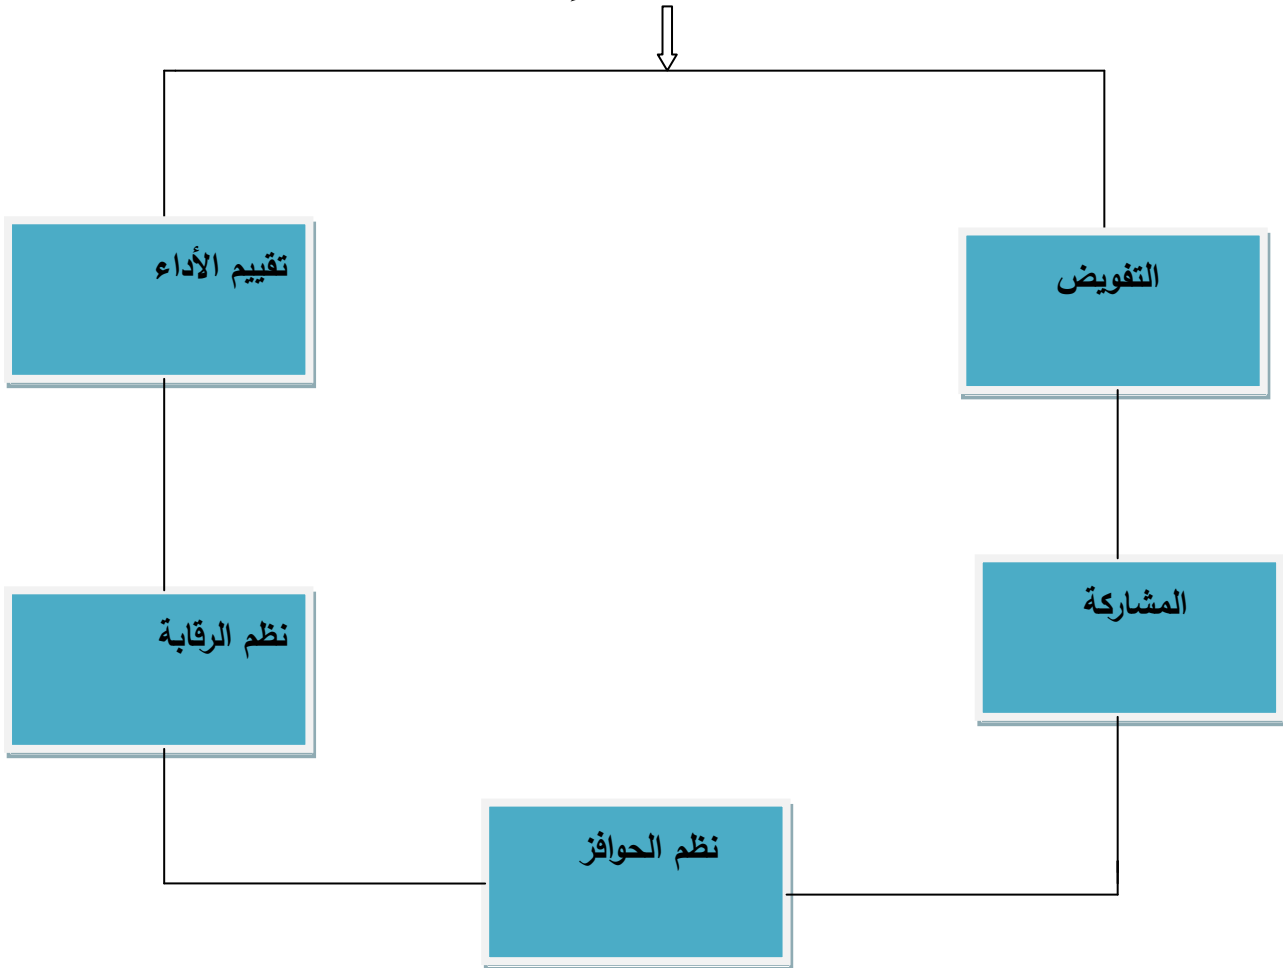 التفويض
تقييم الأداء
المشاركة
نظم الرقابة
نظم الحوافز